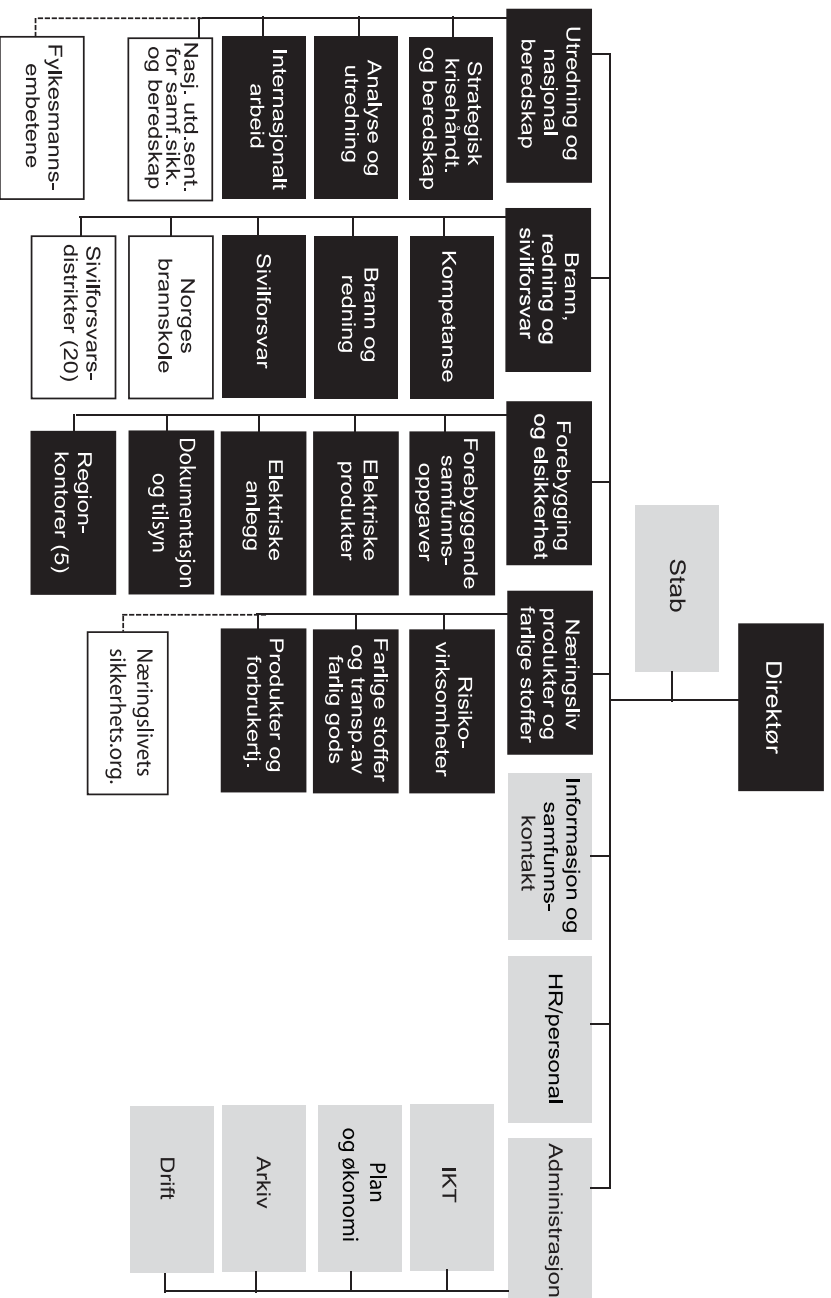 Direktør
Stab
Utredning og
nasjonal
beredskap
Strategisk
krisehåndt.
og beredskap
Analyse og
utredning
Internasjonalt
arbeid
Nasj. utd.sent.
for samf.sikk.
og beredskap
Fylkesmanns-
embetene
Brann,
redning og
sivilforsvar
Kompetanse
Brann og
redning
Sivilforsvar
Norges
brannskole
Sivilforsvars-
distrikter (20)
Forebygging
og elsikkerhet
Forebyggende
samfunns-
oppgaver
Elektriske
produkter
Elektriske
anlegg
Dokumentasjon
og tilsyn
Region-
kontorer (5)
Næringsliv
produkter og
farlige stoffer
Risiko-
virksomheter
Farlige stoffer
og transp.av
farlig gods
Produkter og
forbrukertj.
Næringslivets
sikkerhets.org.
Informasjon og
samfunns-
kontakt
HR/personal
Administrasjon
IKT
Plan
og økonomi
Arkiv
Drift